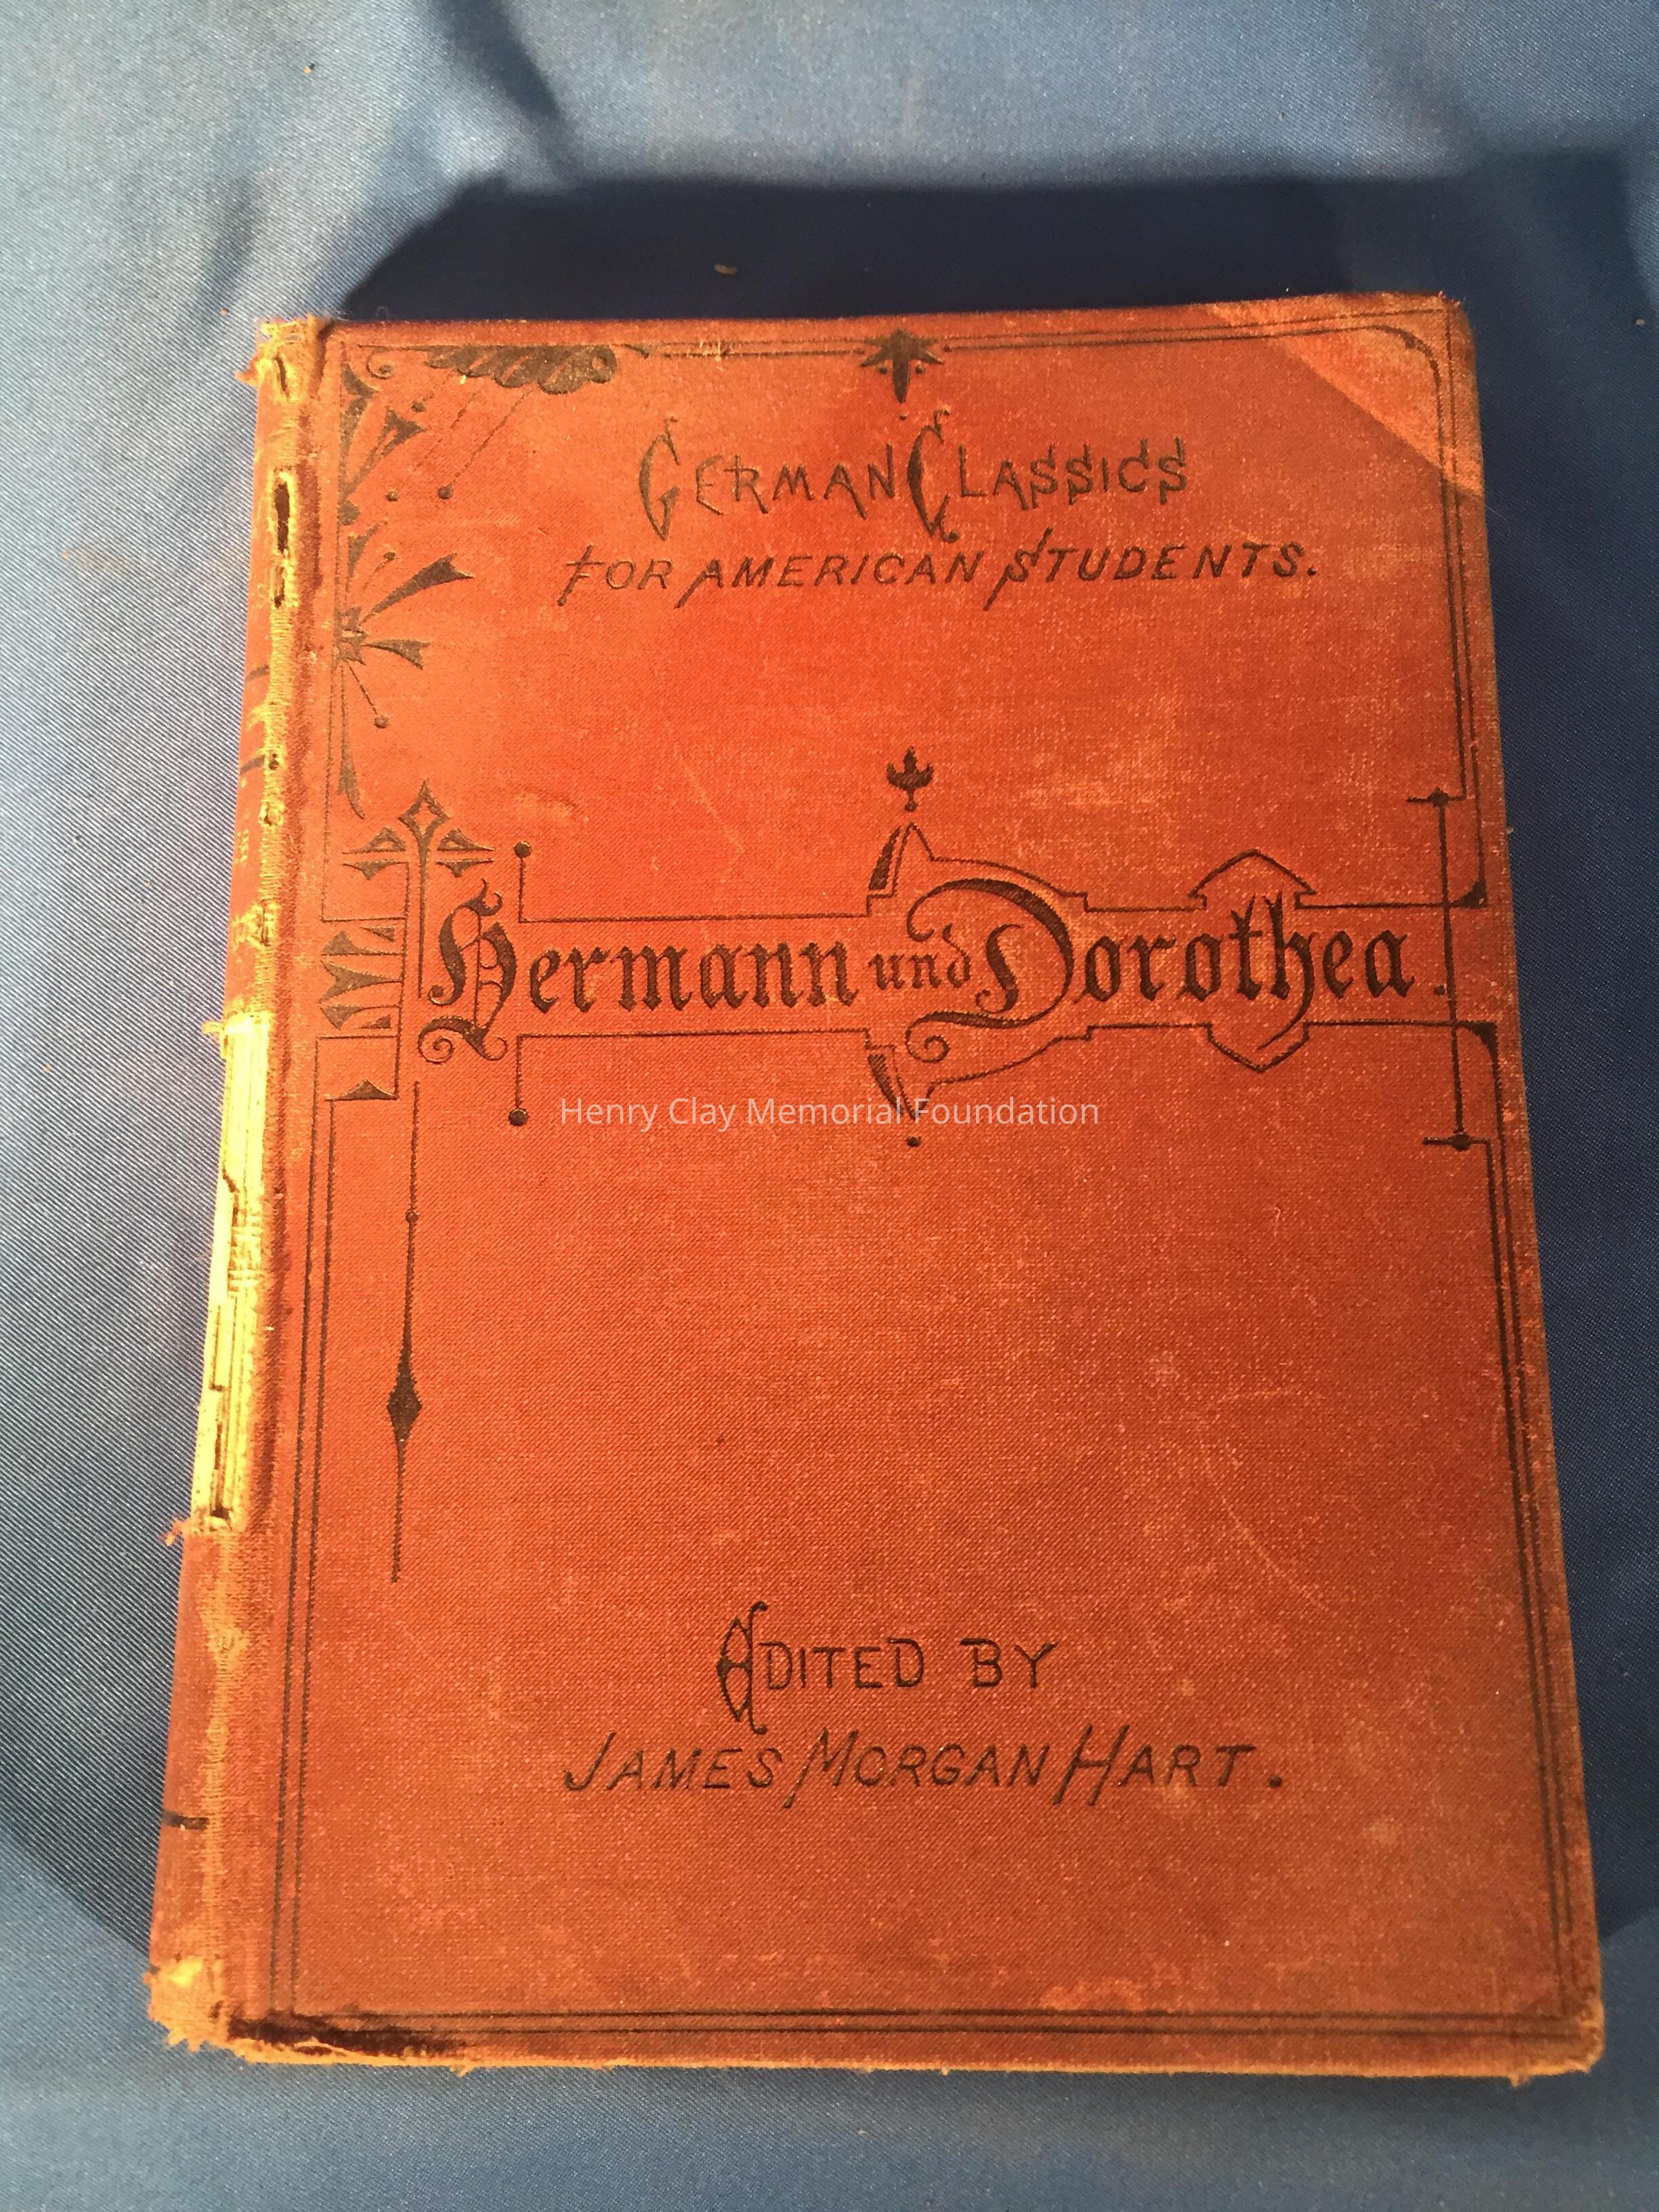 German Classics
for American Students.
Hermann und Dorothea.
Henry Clay Memorial Foundation
Edited by
James Morgan Hart.